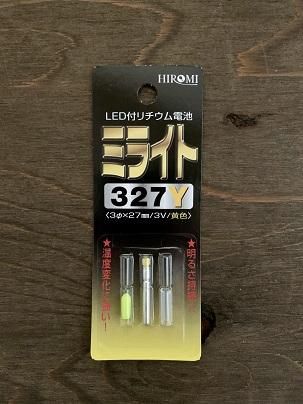 HIROMI
LED付リチウム電池
ミライト
327Y
〈3φ×27㎜/3V/黄色〉
★明るさ持続
★温度変化に強い!